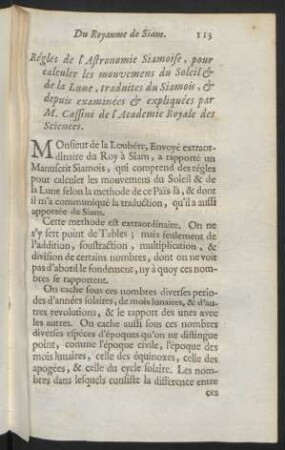 Du Royaume de Siam. 113
Régles de l'Astronomie Siamoise, pour
calculer les mouvemens du Soleil &
de la Lune, traduites du Siamois, &
depuis examinées & expliquées par
M. Cassini de l'Academie Royale des
Sciences.
MOnsieur de la Loubére, Envoyé extraor-
dinaire du Roy à Siam, a rapporté un
Manuscrit Siamois, qui comprend des régles
pour calculer les mouvemens du Soleil & de
la Lune selon la methode de ce Païs-là, & dont
il m'a communiqué la traduction, qu'il a aussi
apportée de Siam.
Cette methode est extraordinaire. On ne
s'y sert point de Tables; mais seulement de
l'addition, soustraction, multiplication, &
division de certains nombres, dont on ne voit
pas d'abord le fondement, ny à quoy ces nom-
bres se rapportent.
On cache sous ces nombres diverses perio-
des d'années solaires, de mois lunaires, & d'au-
tres revolutions, & le rapport des unes avec
les autres. On cache aussi sous ces nombres
diverses espéces d'époques qu'on ne distingue
point, comme l'époque civile, l'époque des
mois lunaires, celle des équinoxes, celle des
apogées, & celle du cycle solaire. Les nom-
bres dans lesquels consiste la difference entre
ces